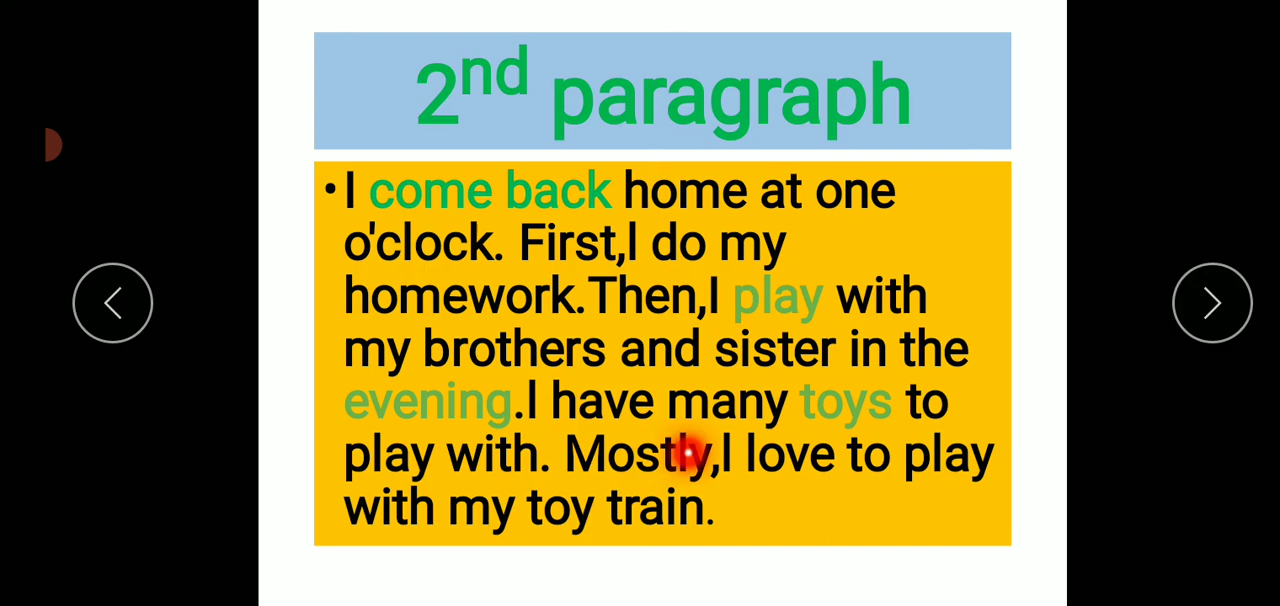 2nd paragraph
•I come back home at one
o'clock. First,I do my
homework.Then,I play with
my brothers and sister in the
evening.I have many toys to
play with. Mostly,I love to play
with my toy train.